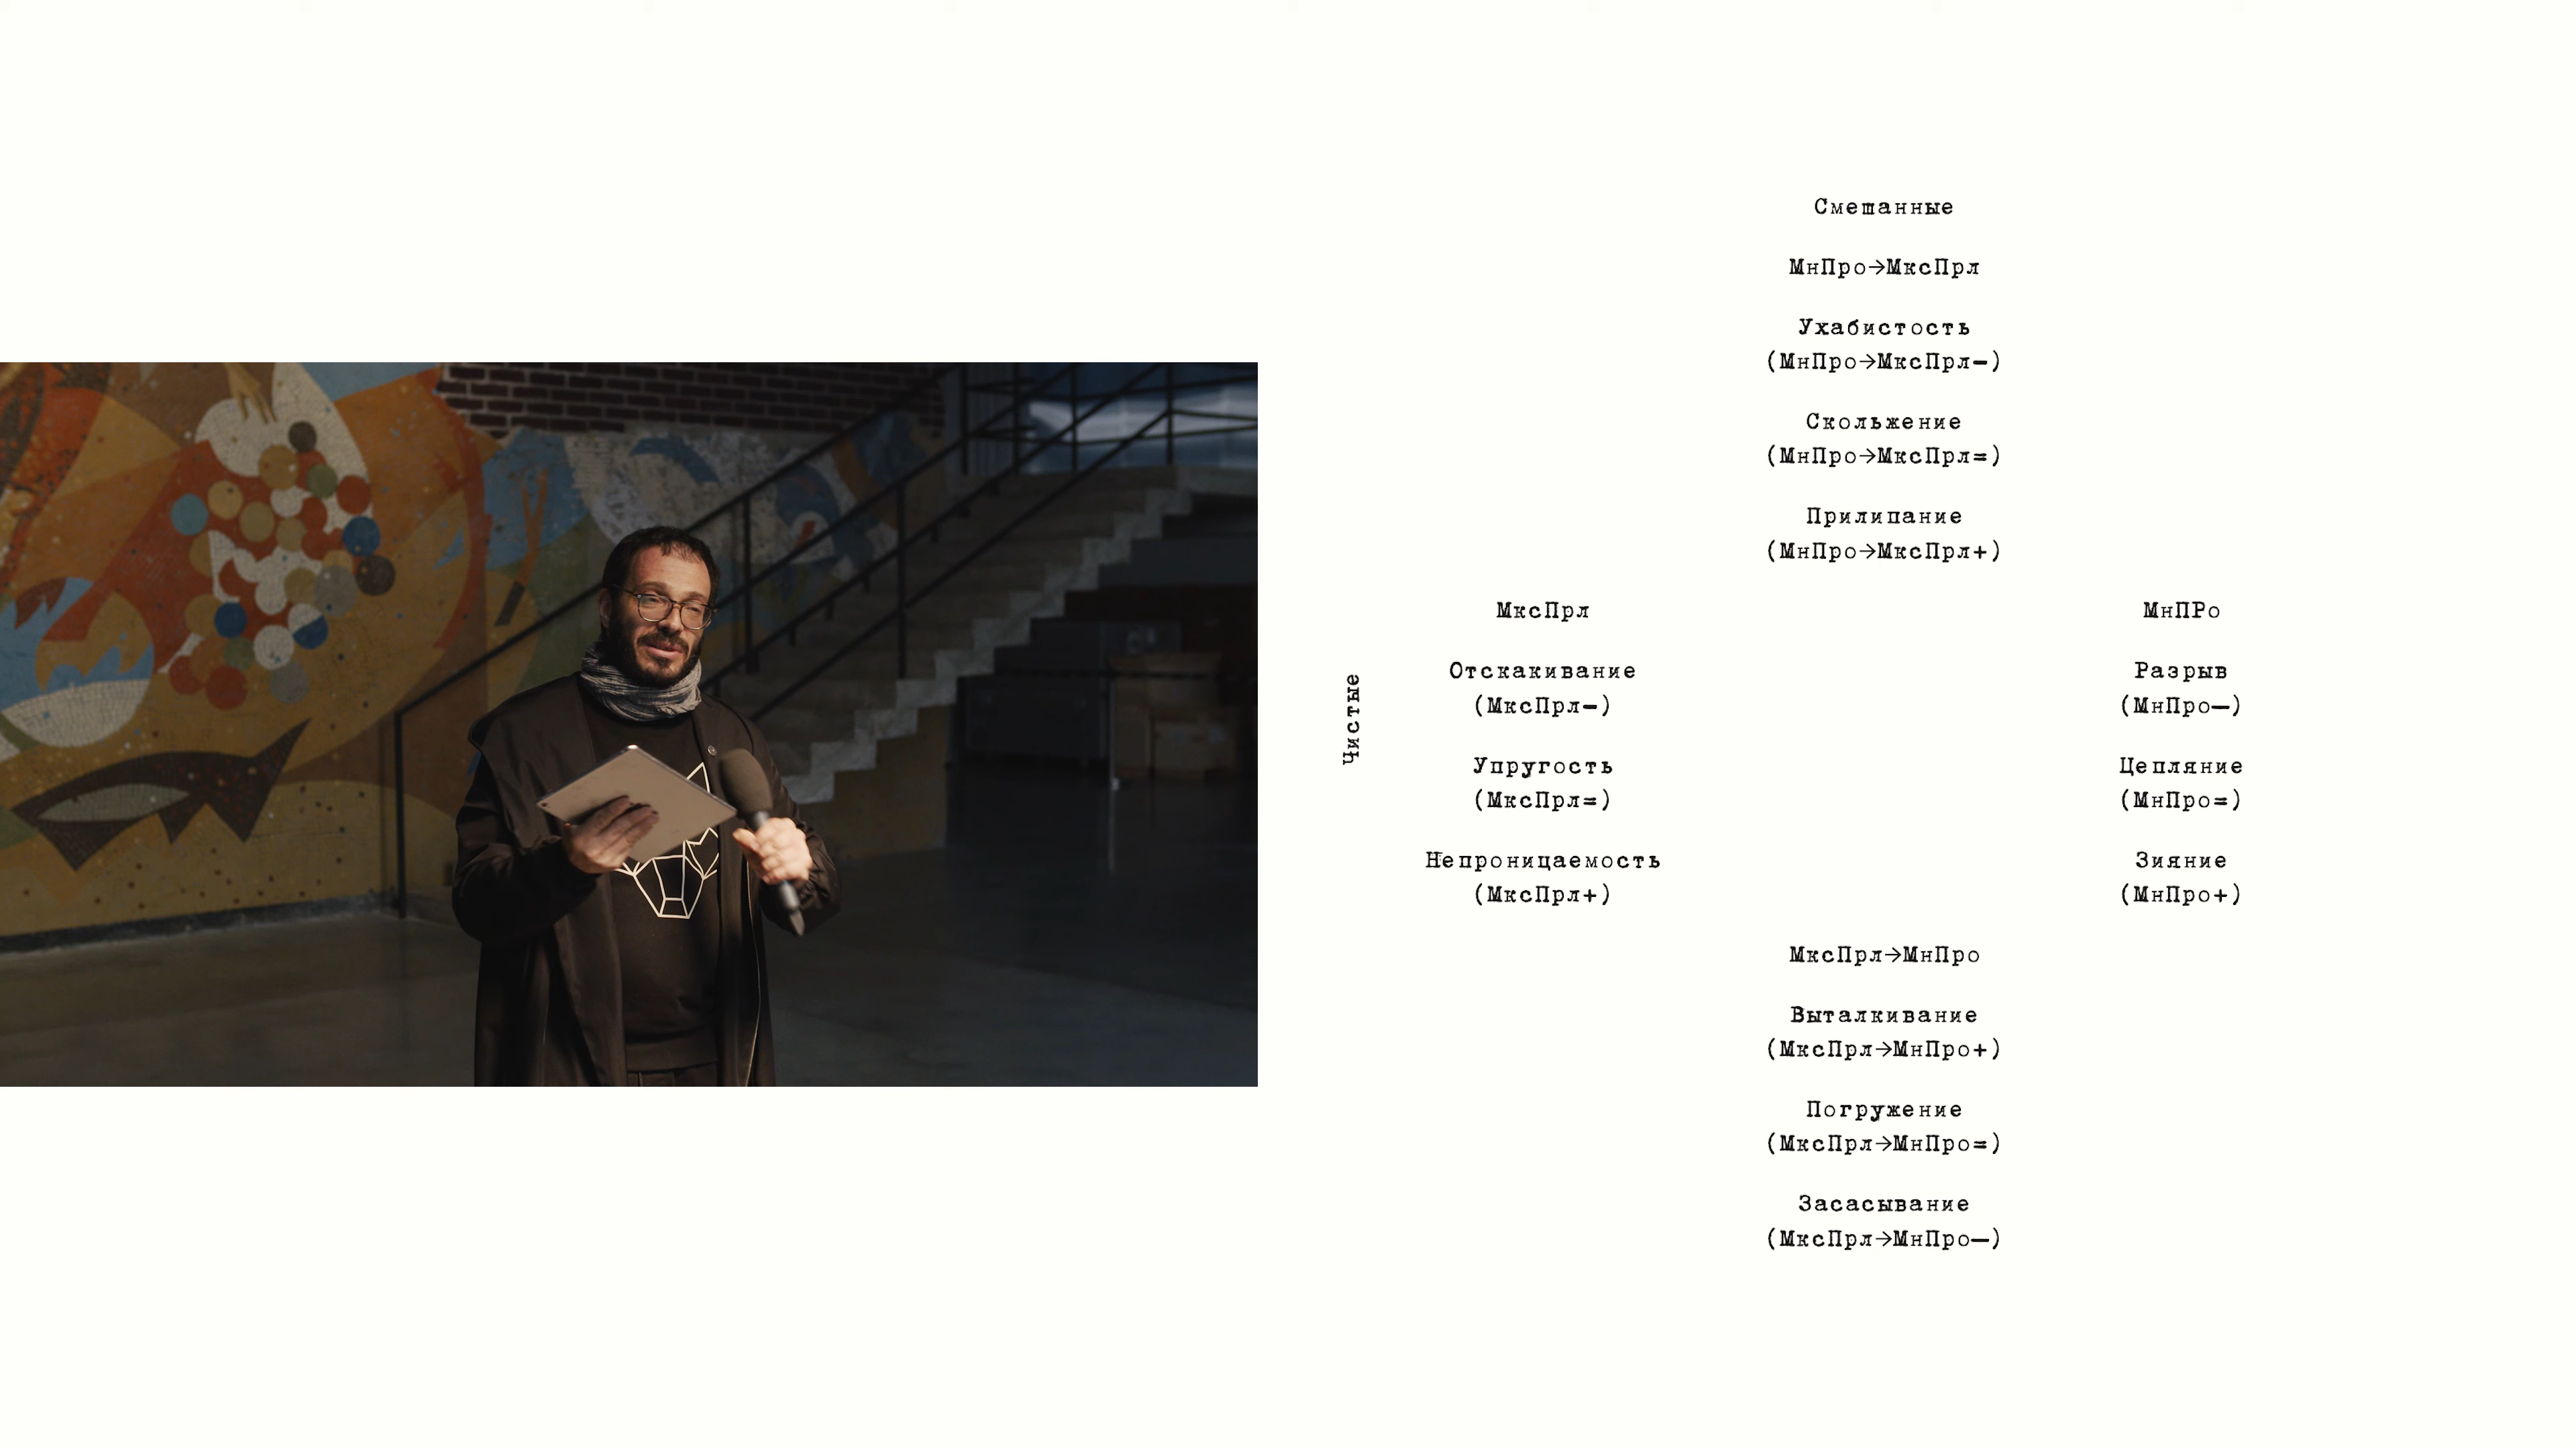 Смешанные
МнПро→МксПрл
Ухабистость
(МнПро→МксПрл−)
Скольжение
(МнПро→МксПрл=)
Прилипание
(МнПро→МксПрл+)
Чистые
МксПрл
Отскакивание
(МксПрл−)
Упругость
(МксПрл=)
Непроницаемость
(МксПрл+)
МнПРо
Разрыв
(МнПро—)
Цепляние
(МнПро=)
Зияние
(МнПро+)
МксПрл→МнПро
Выталкивание
(МксПрл→МнПро+)
Погружение
(МксПрл→МнПро=)
Засасывание
(МксПрл→МнПро—)